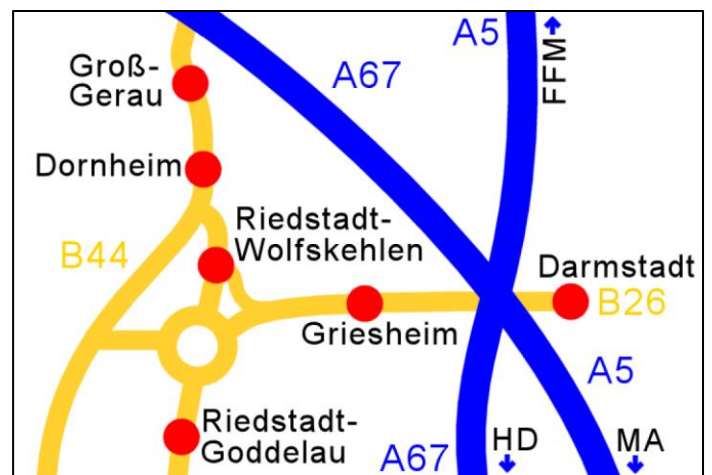 A5
FFM
A67
Groß-
Gerau
Dornheim
Riedstadt-
Wolfskehlen
B44
Darmstadt
B26
Griesheim
A5
Riedstadt-
Goddelau
A67
HD
MA